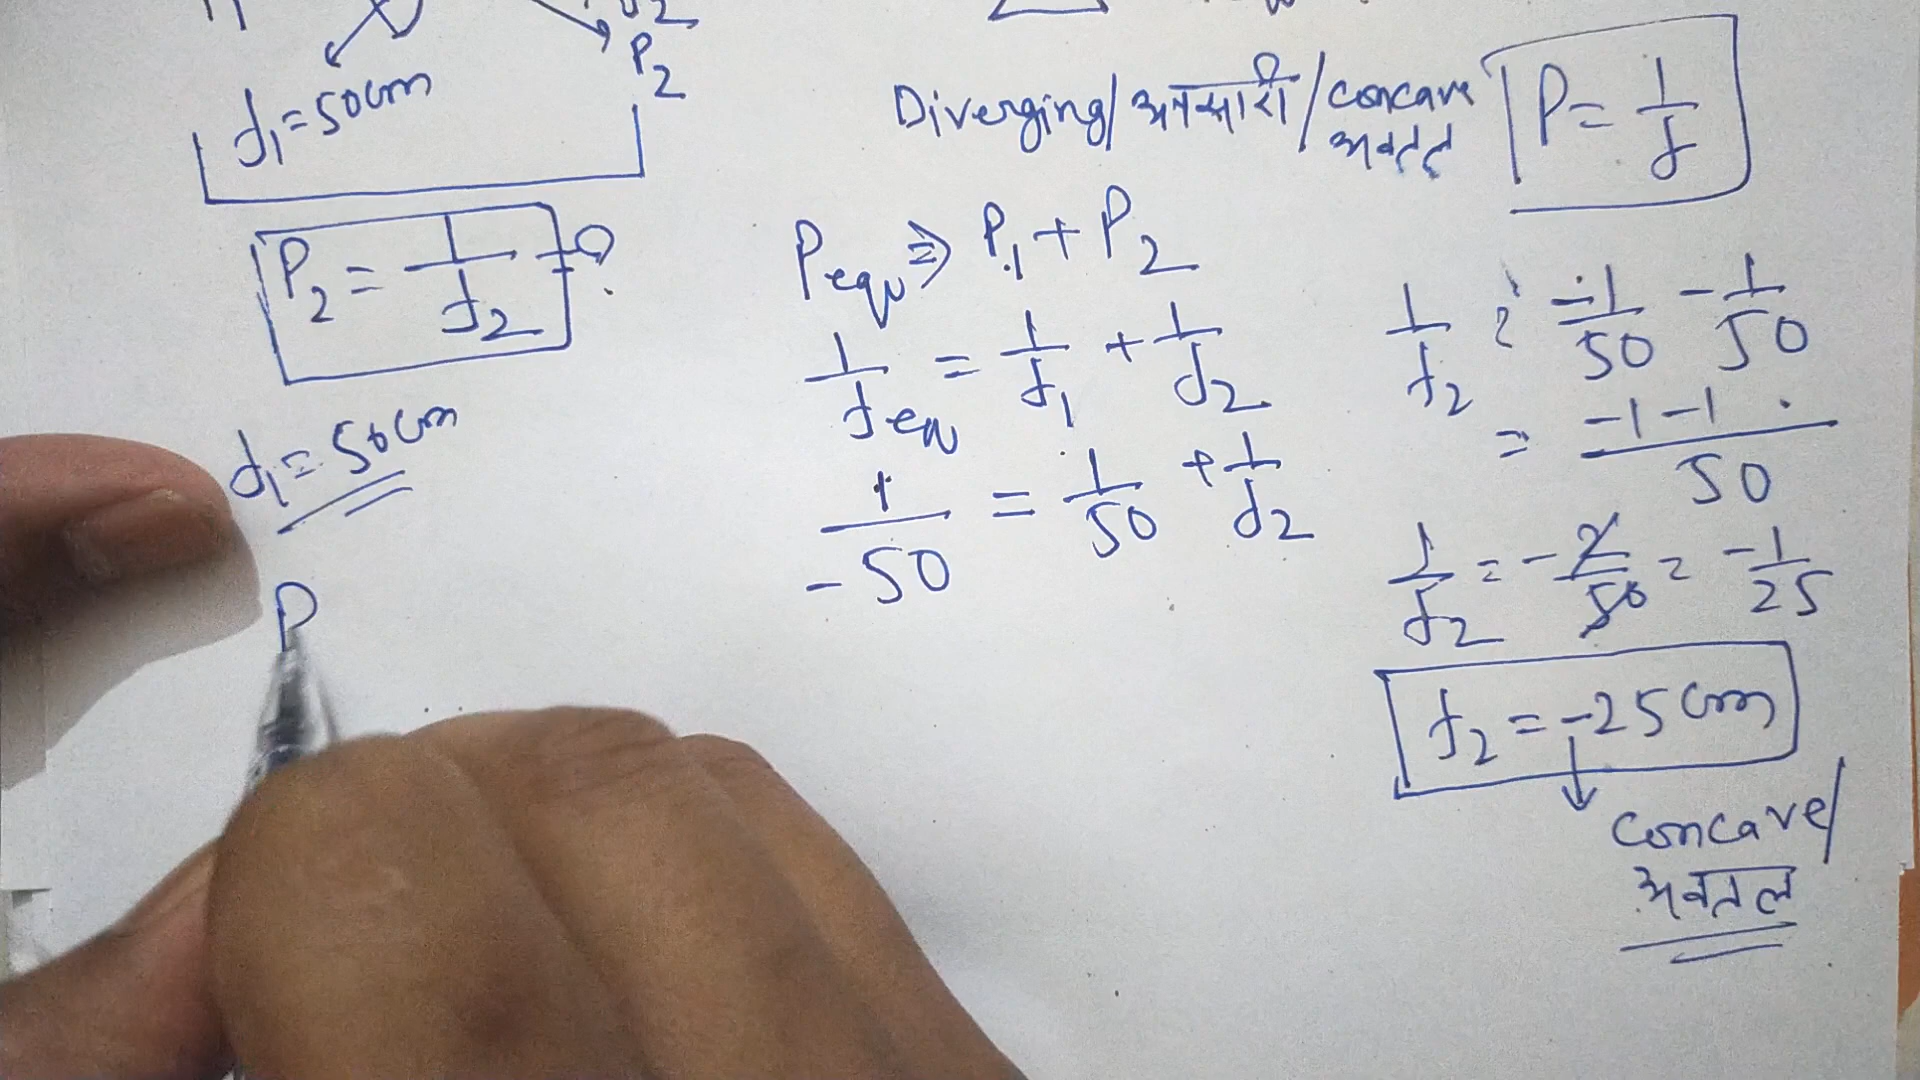 P₂
f₁=50cm
P₂ = 1/f₂ = ?
f₁=50cm
P
Diverging/अपसारी/concave
अवतल
P = 1/f
Pequ ⇒ P₁ + P₂
1/feqv = 1/f₁ + 1/f₂
1/-50 = 1/50 + 1/f₂
1/f₂ = -1/50 - 1/50
= -1-1/50
1/f₂ = -2/50 = -1/25
f₂ = -25cm
concave/
अवतल